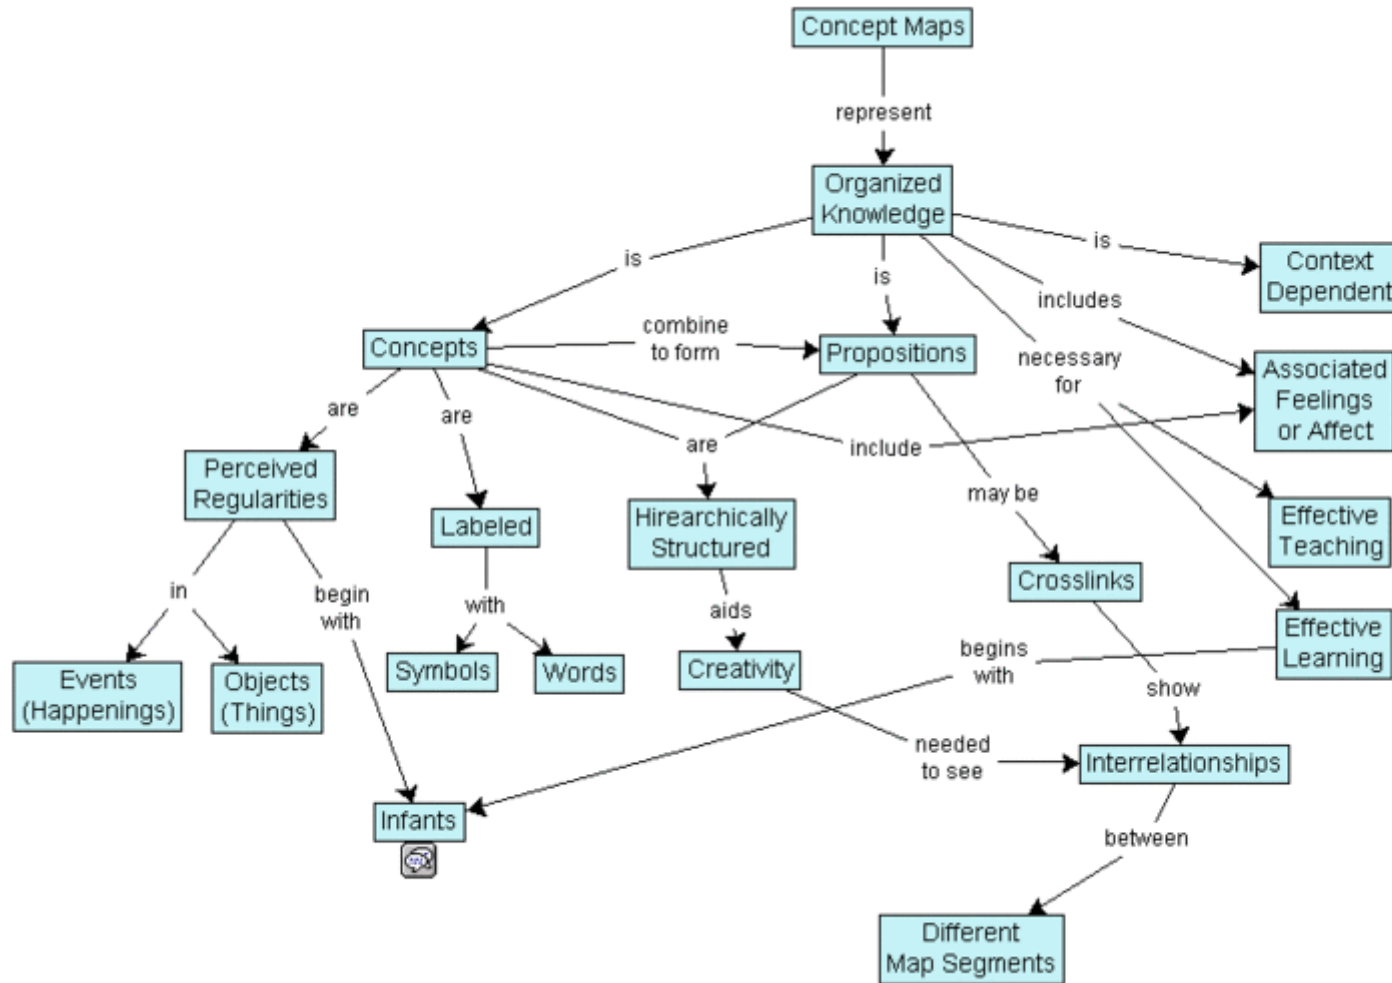 Concept Maps
represent
Organized
Knowledge
is
is
is
Context
Dependent
includes
combine
to form
Concepts
Propositions
necessary
for
Associated
Feelings
or Affect
are
are
are
include
Perceived
Regularities
may be
Labeled
Hirearchically
Structured
Effective
Teaching
in
begin
with
with
aids
Crosslinks
Effective
Learning
begins
with
Events
(Happenings)
Objects
(Things)
Symbols
Words
Creativity
show
needed
to see
Interrelationships
Infants
between
Different
Map Segments